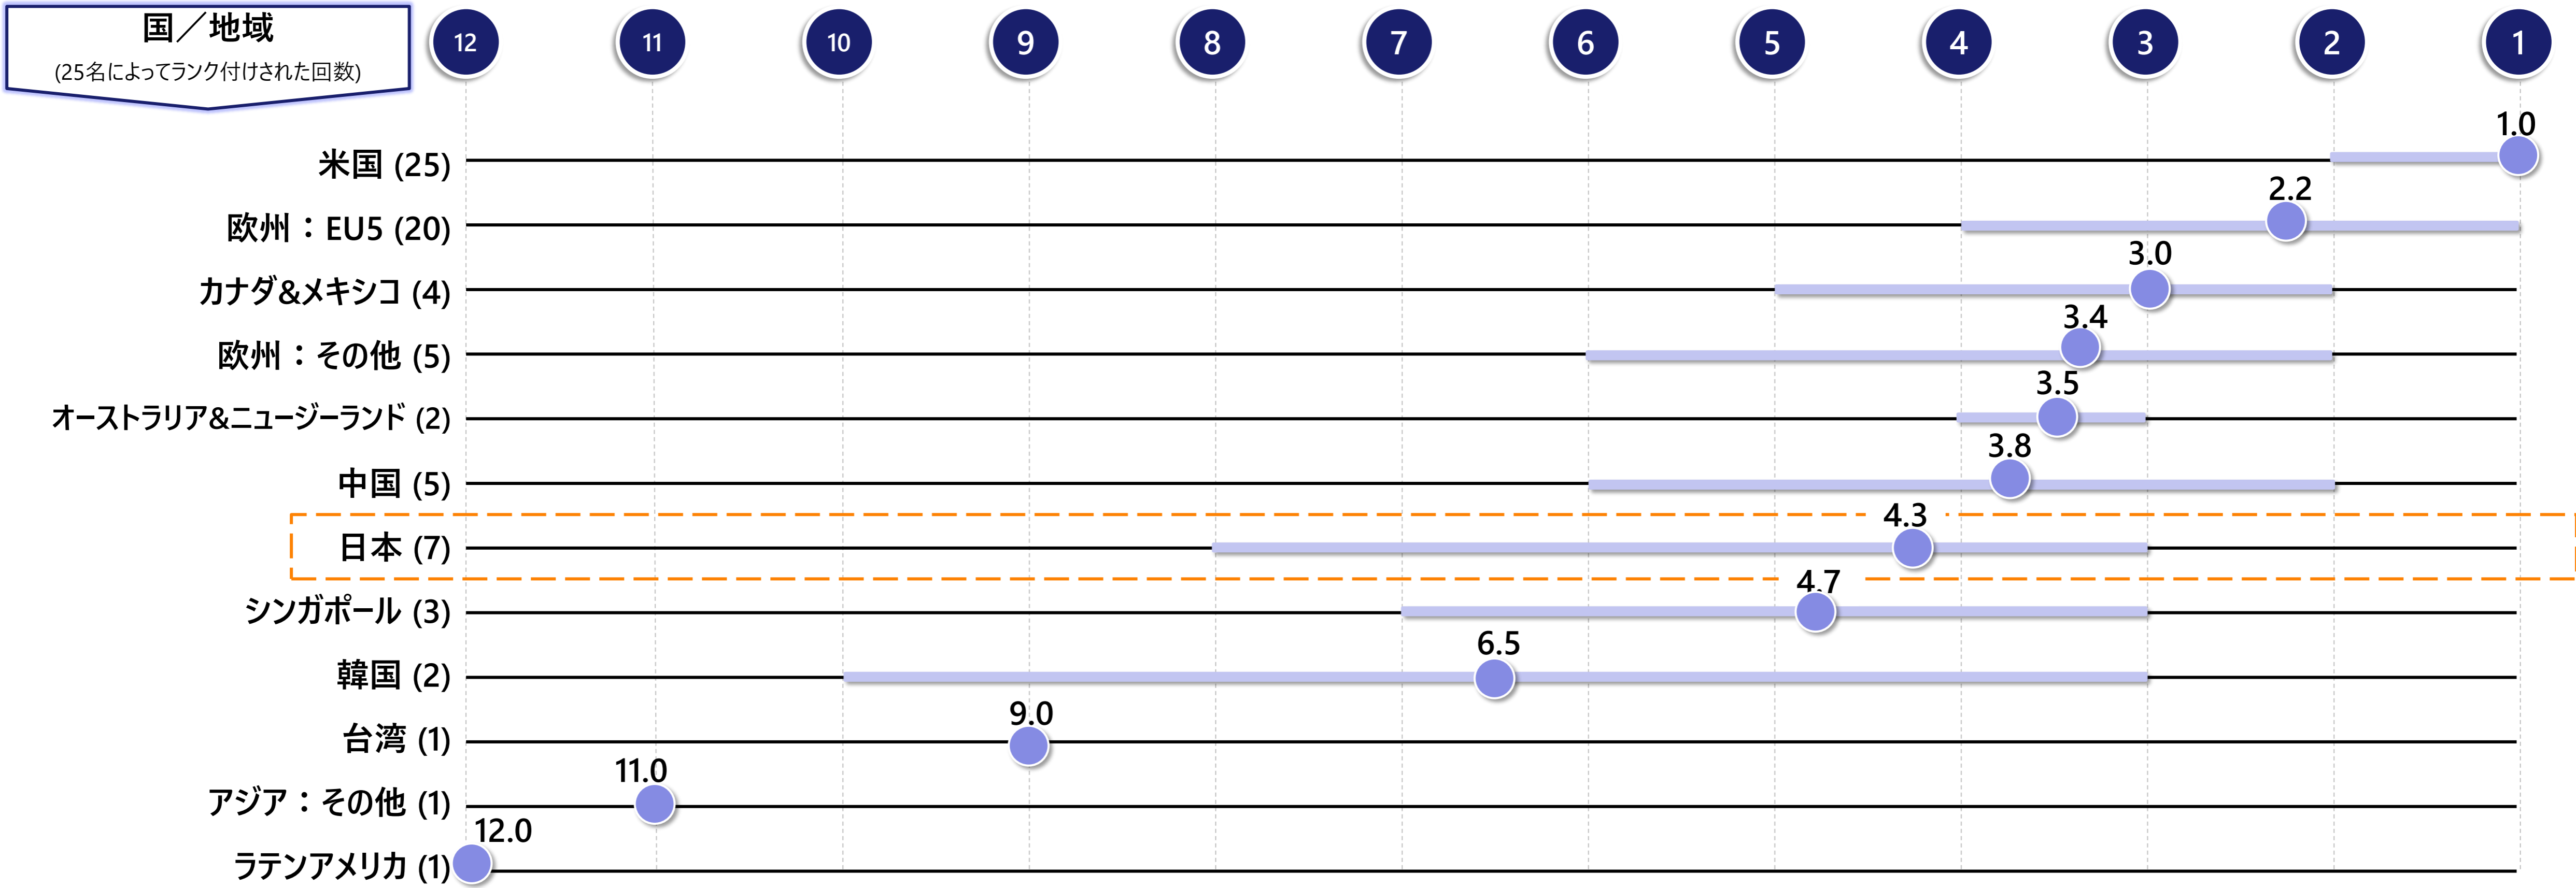 国／地域
(25名によってランク付けされた回数)
12 11 10 9 8 7 6 5 4 3 2 1
米国 (25)
1.0
欧州：EU5 (20)
2.2
カナダ&メキシコ (4)
3.0
欧州：その他 (5)
3.4
オーストラリア&ニュージーランド (2)
3.5
中国 (5)
3.8
日本 (7)
4.3
シンガポール (3)
4.7
韓国 (2)
6.5
台湾 (1)
9.0
アジア：その他 (1)
11.0
ラテンアメリカ (1)
12.0